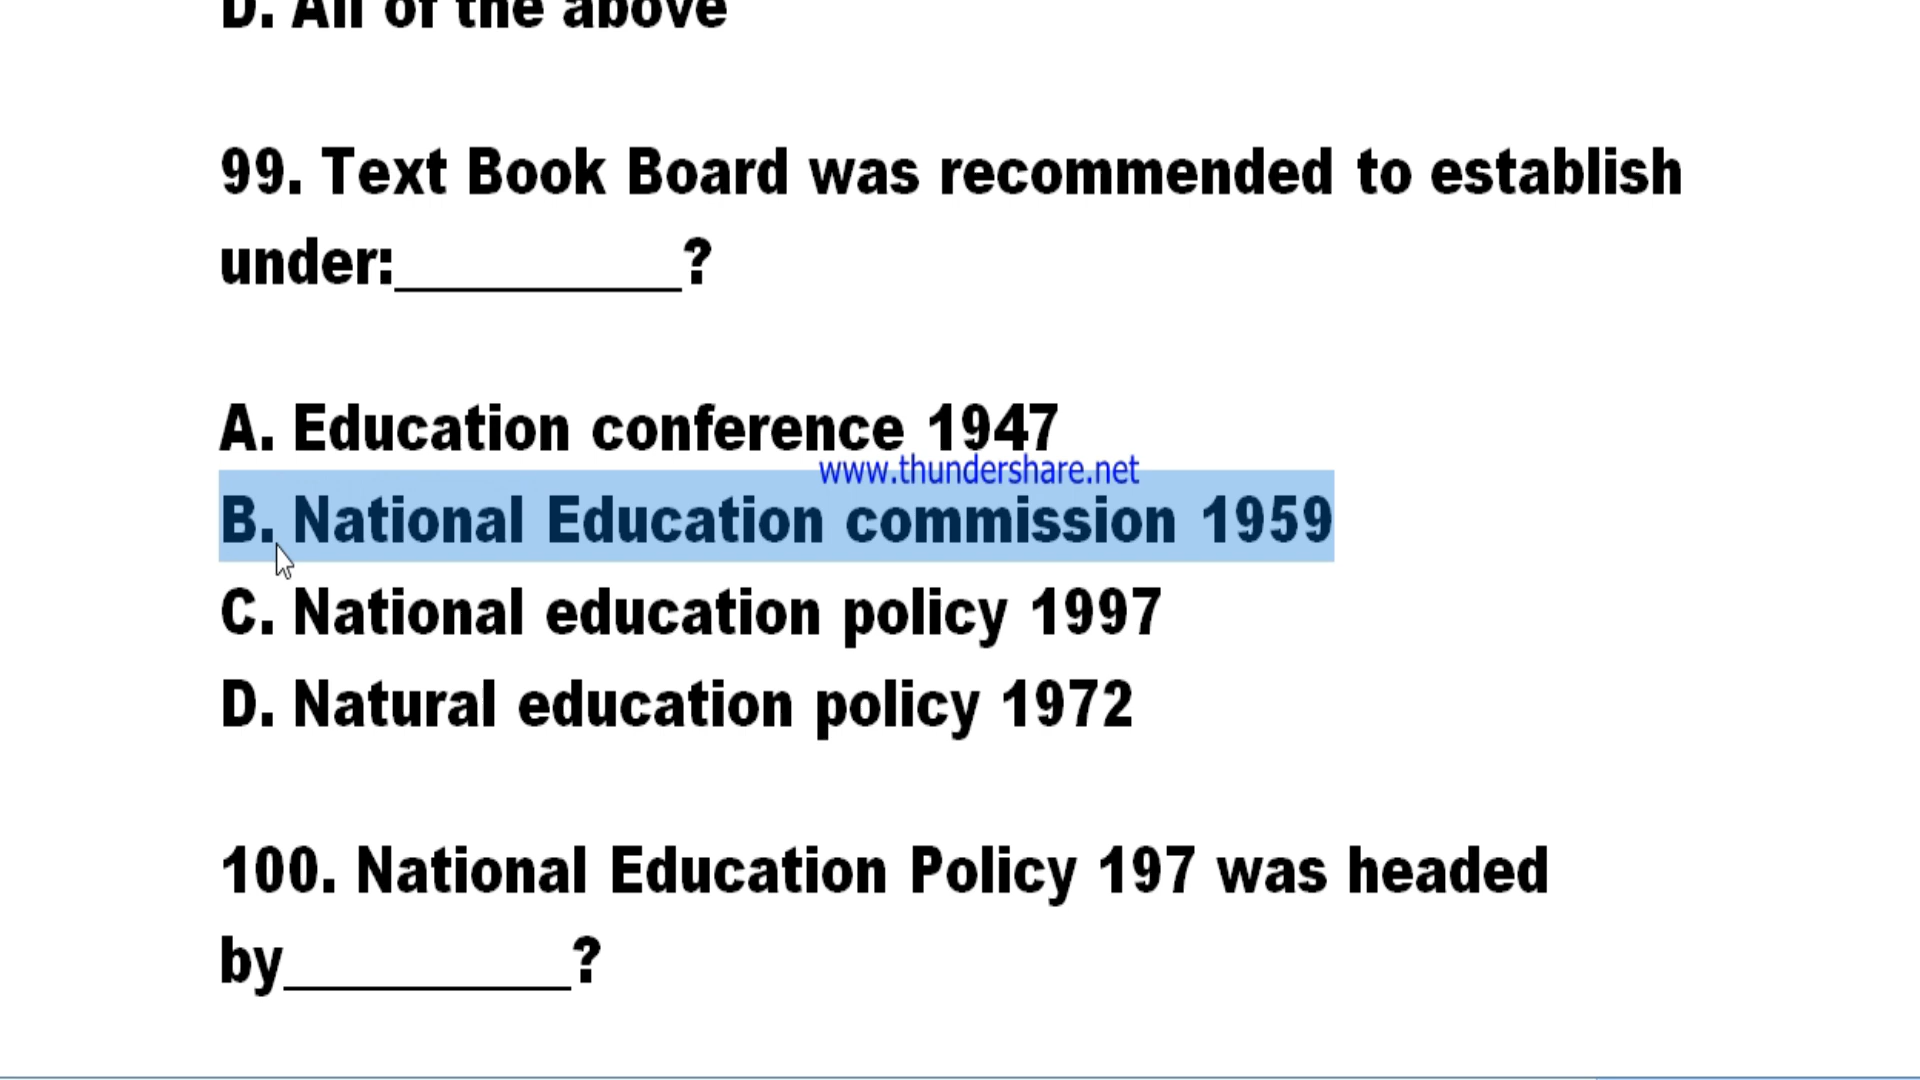 D. All of the above
99. Text Book Board was recommended to establish
under:__________?
A. Education conference 1947
www.thundershare.net
B. National Education commission 1959
C. National education policy 1997
D. Natural education policy 1972
100. National Education Policy 197 was headed
by__________?